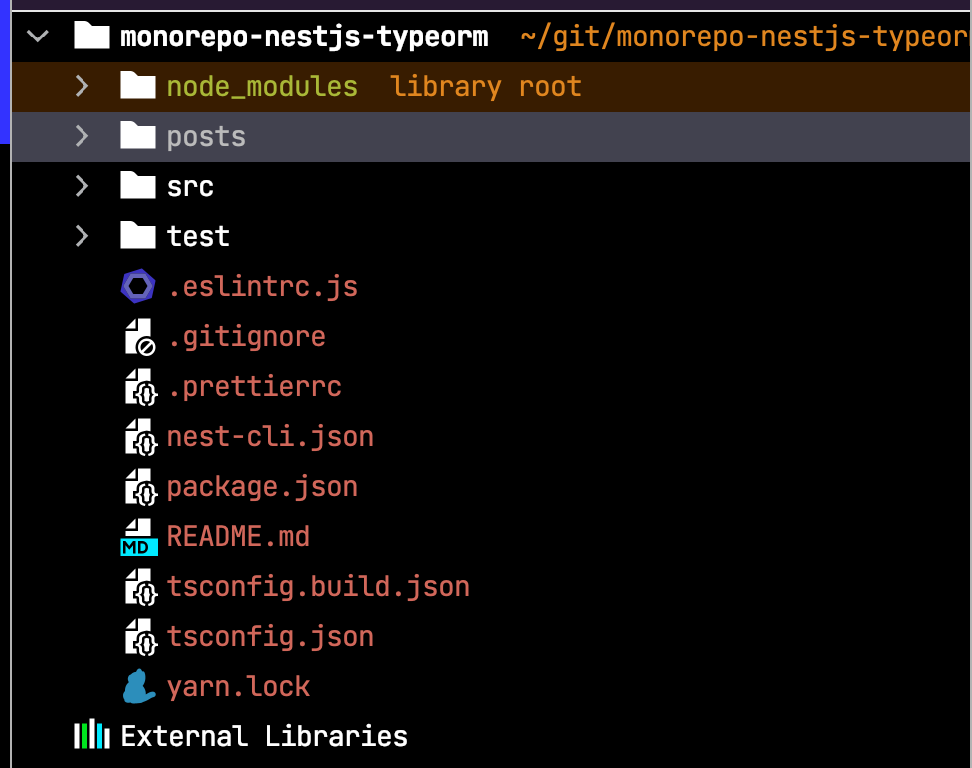 monorepo-nestjs-typeorm ~/git/monorepo-nestjs-typeor
node_modules library root
posts
src
test
.eslintrc.js
.gitignore
.prettierrc
nest-cli.json
package.json
MD README.md
tsconfig.build.json
tsconfig.json
yarn.lock
External Libraries